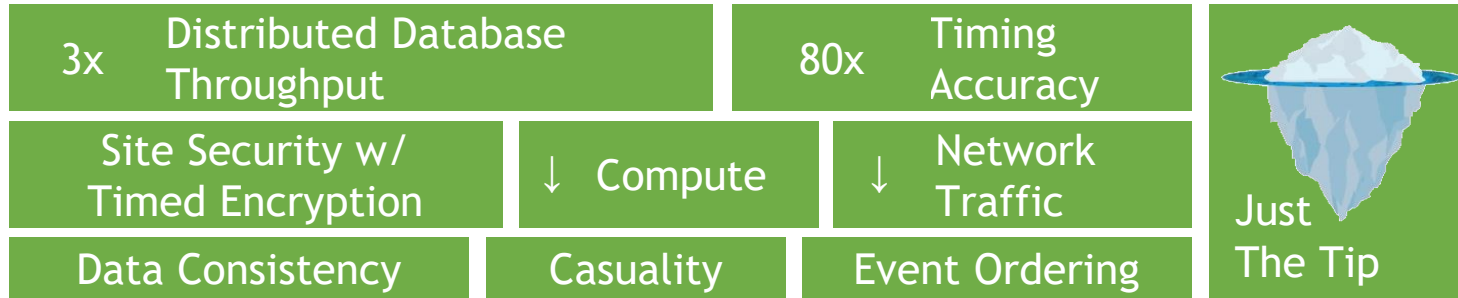 3x
Distributed Database
Throughput
80x
Timing
Accuracy
Site Security w/
Timed Encryption
↓ Compute
↓
Network
Traffic
Data Consistency
Casuality
Event Ordering
Just
The Tip